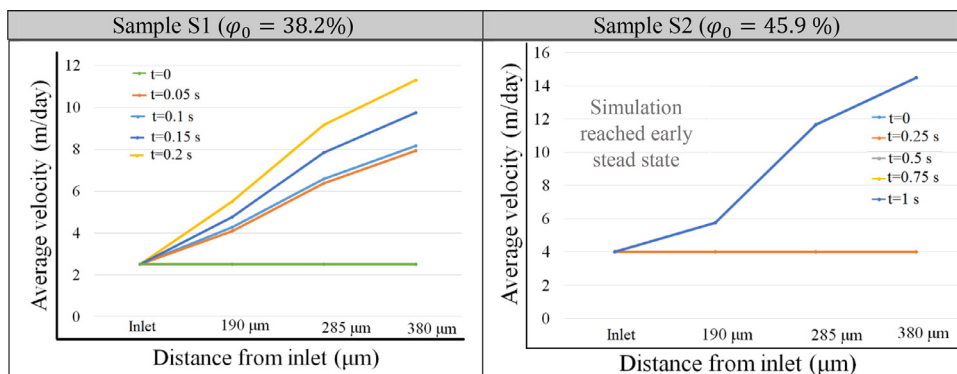 Sample S1 (φ₀ = 38.2%)
Average velocity (m/day)
12
10
8
6
4
2
0
t=0
t=0.05 s
t=0.1 s
t=0.15 s
t=0.2 s
Inlet 190 μm 285 μm 380 μm
Distance from inlet (μm)
Sample S2 (φ₀ = 45.9 %)
Average velocity (m/day)
16
14
12
10
8
6
4
2
0
Simulation
reached early
stead state
t=0
t=0.25 s
t=0.5 s
t=0.75 s
t=1 s
Inlet 190 μm 285 μm 380 μm
Distance from inlet (μm)